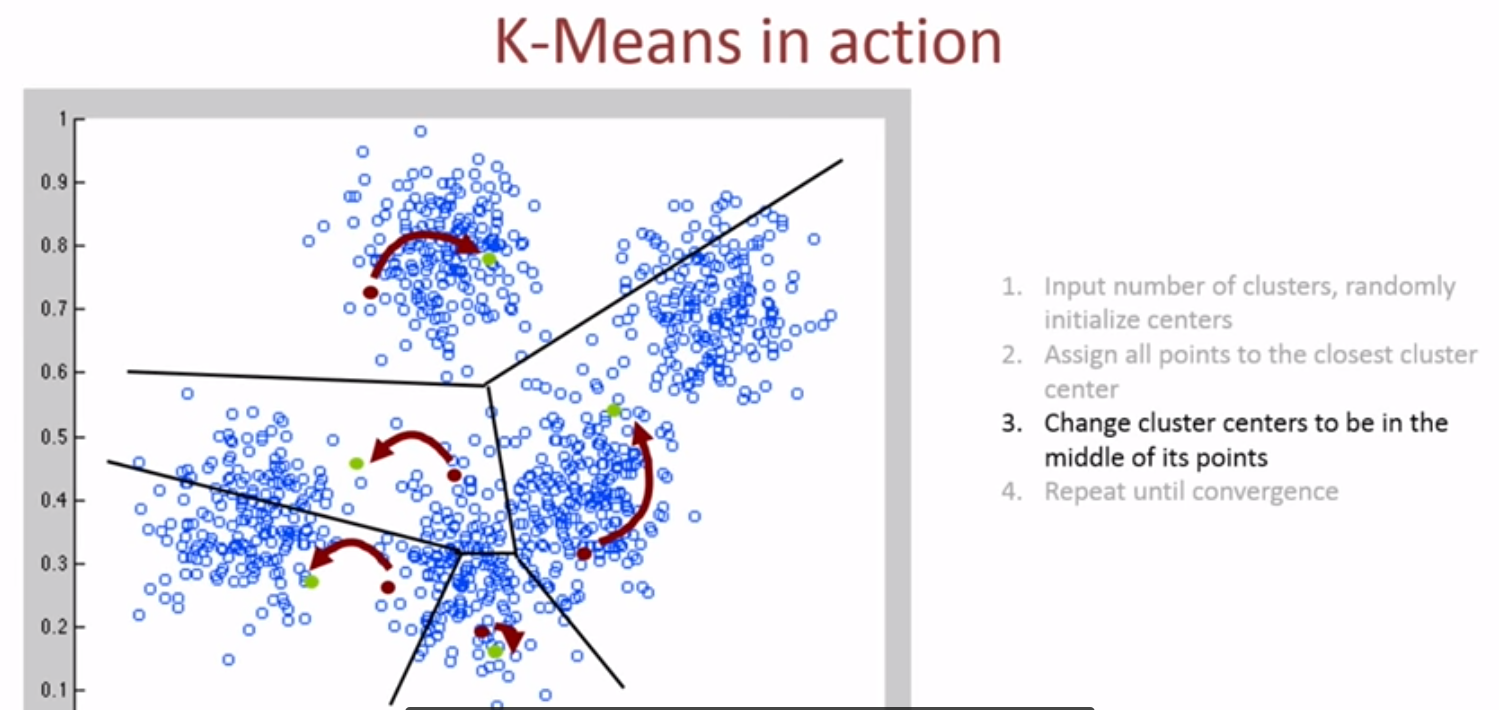 K-Means in action
1
0.9
0.8
0.7
0.6
0.5
0.4
0.3
0.2
0.1
1. Input number of clusters, randomly
initialize centers
2. Assign all points to the closest cluster
center
3. Change cluster centers to be in the
middle of its points
4. Repeat until convergence